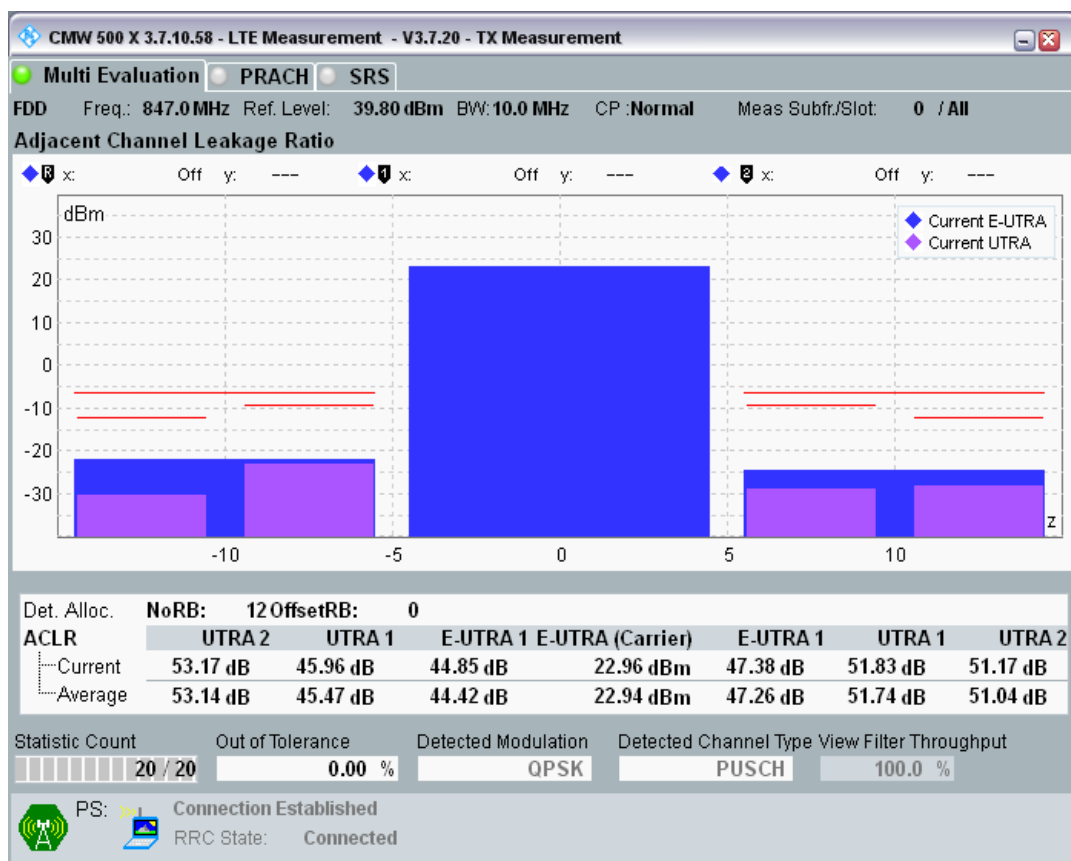 CMW 500 X 3.7.10.58 - LTE Measurement - V3.7.20 - TX Measurement
Multi Evaluation PRACH SRS
FDD Freq.: 847.0 MHz Ref. Level: 39.80 dBm BW: 10.0 MHz CP :Normal Meas Subfr./Slot: 0 / All
Adjacent Channel Leakage Ratio
R x: Off y: --- 1 x: Off y: --- 2 x: Off y: ---
dBm
Current E-UTRA
Current UTRA
30
20
10
0
-10
-20
-30
z
-10 -5 0 5 10
Det. Alloc. NoRB: 12 OffsetRB: 0
ACLR UTRA 2 UTRA 1 E-UTRA 1 E-UTRA (Carrier) E-UTRA 1 UTRA 1 UTRA 2
Current 53.17 dB 45.96 dB 44.85 dB 22.96 dBm 47.38 dB 51.83 dB 51.17 dB
Average 53.14 dB 45.47 dB 44.42 dB 22.94 dBm 47.26 dB 51.74 dB 51.04 dB
Statistic Count Out of Tolerance Detected Modulation Detected Channel Type View Filter Throughput
20 / 20 0.00 % QPSK PUSCH 100.0 %
PS: Connection Established
RRC State: Connected